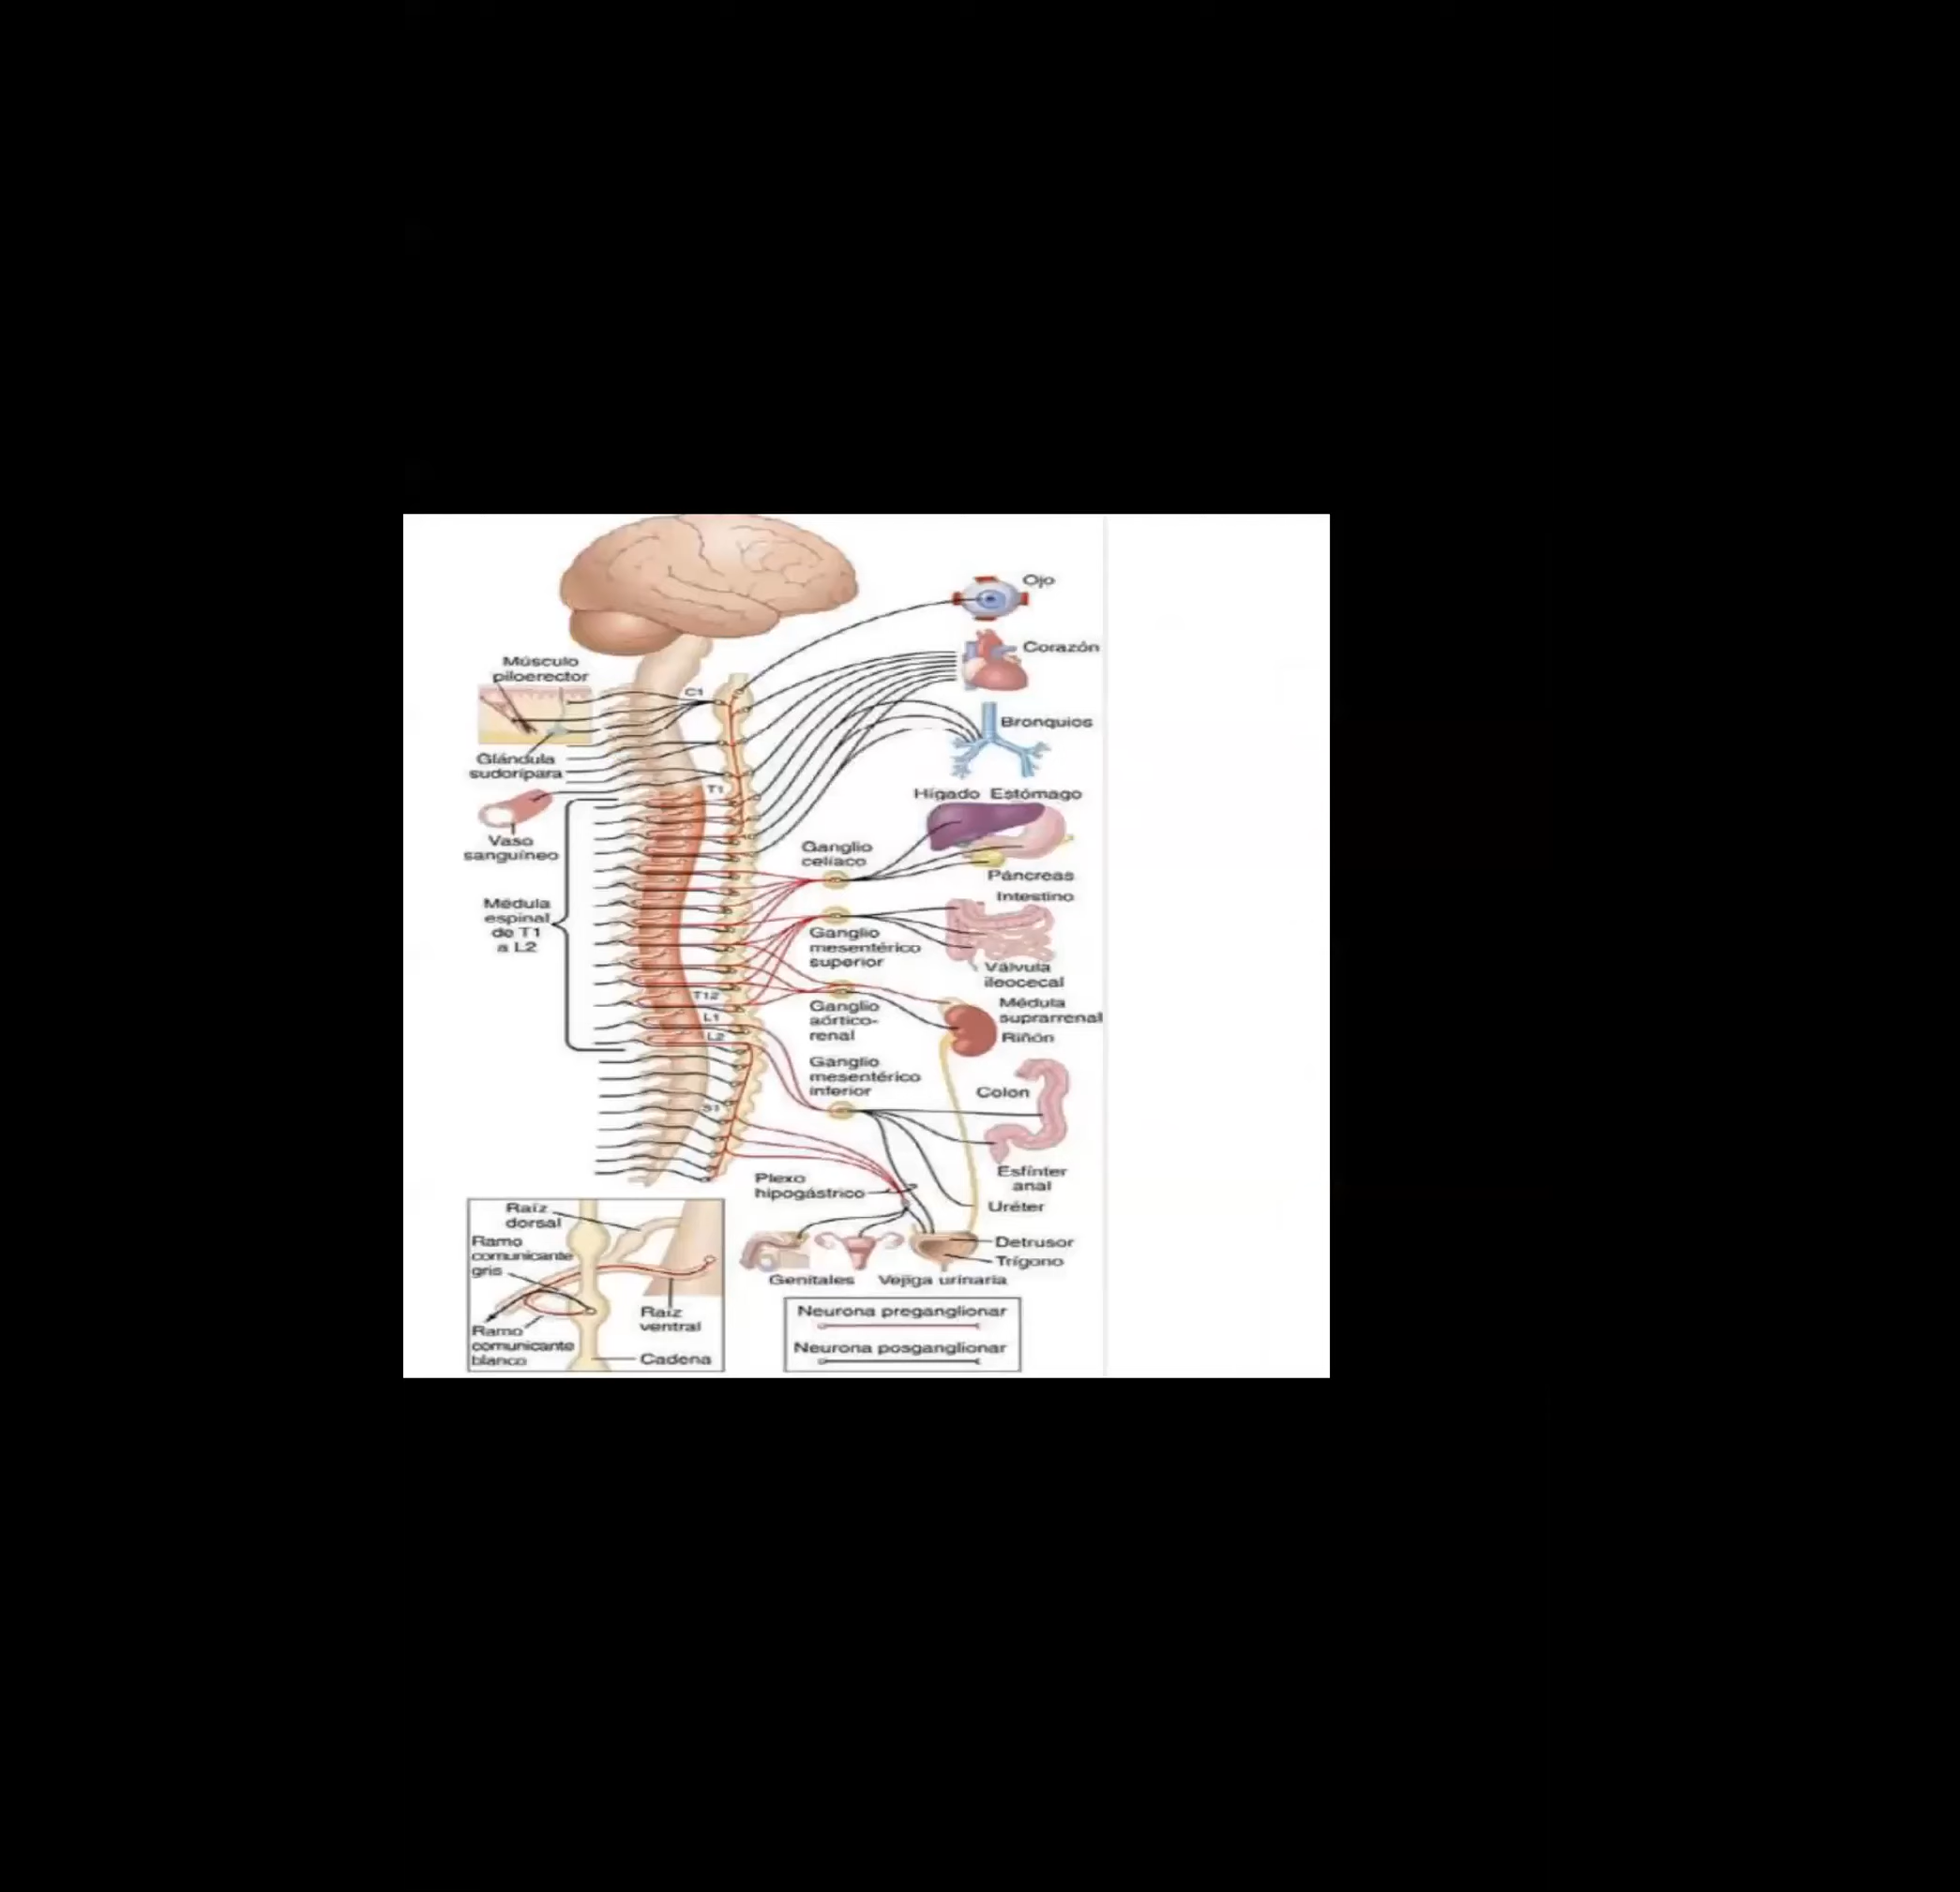 Ojo
Corazón
Músculo
piloerector
C1
Bronquios
Glándula
sudorípara
T1
Hígado Estómago
Vaso
sanguíneo
Ganglio
celíaco
Páncreas
Intestino
Médula
espinal
de T1
a L2
Ganglio
mesentérico
superior
Válvula
ileocecal
T12
Médula
suprarrenal
Ganglio
aórtico-
renal
L1
L2
Riñón
Ganglio
mesentérico
inferior
Colon
S1
Esfínter
anal
Plexo
hipogástrico
Uréter
Raíz
dorsal
Ramo
comunicante
gris
Detrusor
Trígono
Genitales Vejiga urinaria
Raíz
ventral
Ramo
comunicante
blanco
Cadena
Neurona preganglionar
Neurona posganglionar